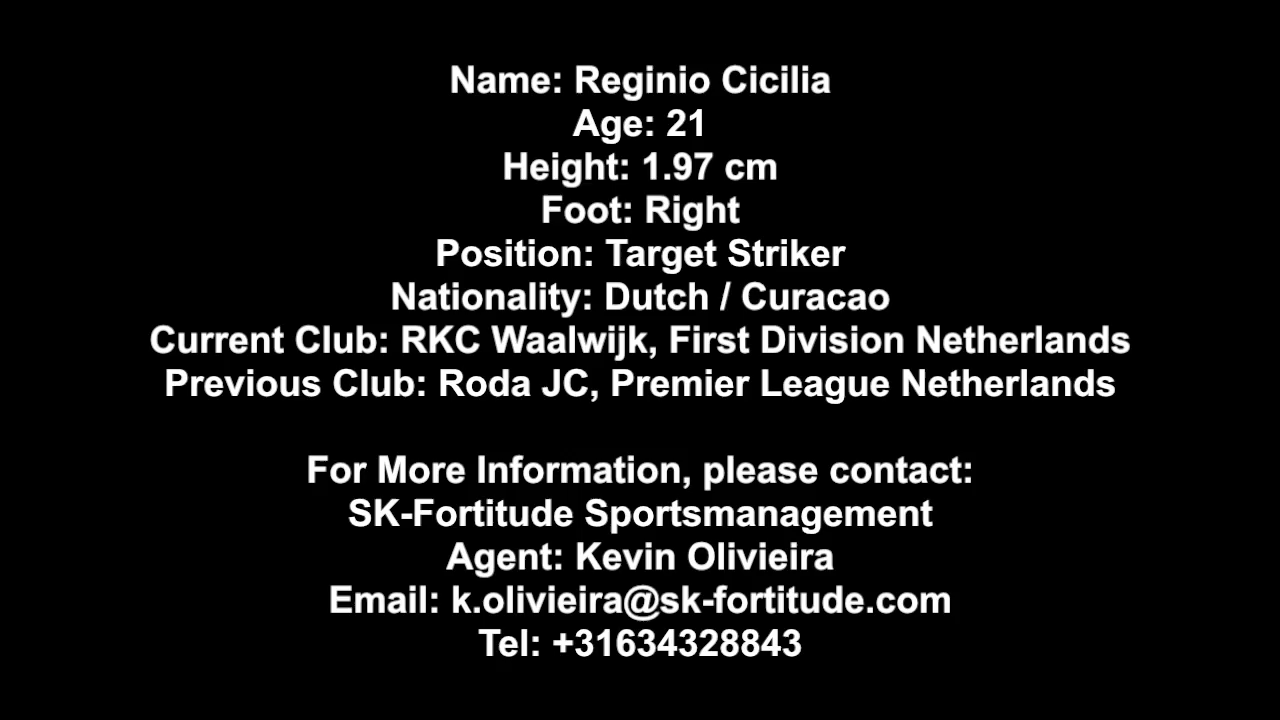 Name: Reginio Cicilia
Age: 21
Height: 1.97 cm
Foot: Right
Position: Target Striker
Nationality: Dutch / Curacao
Current Club: RKC Waalwijk, First Division Netherlands
Previous Club: Roda JC, Premier League Netherlands
For More Information, please contact:
SK-Fortitude Sportsmanagement
Agent: Kevin Olivieira
Email: k.olivieira@sk-fortitude.com
Tel: +31634328843